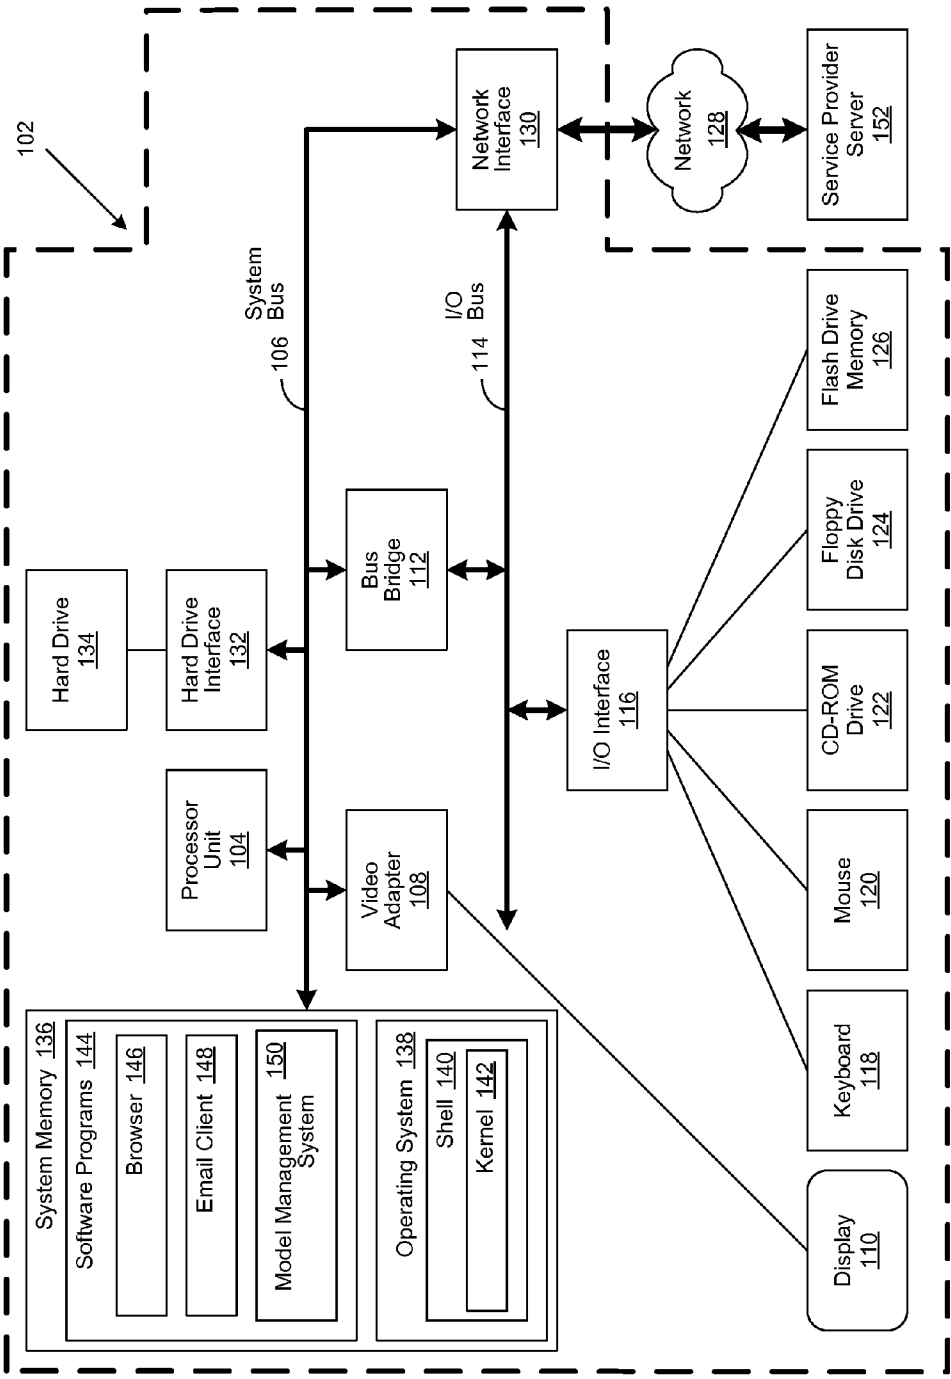 102
System Memory 136
Software Programs 144
Browser 146
Email Client 148
Model Management 150
System
Operating System 138
Shell 140
Kernel 142
Processor
Unit
104
Hard Drive
134
Hard Drive
Interface
132
System
Bus
106
Video
Adapter
108
Bus
Bridge
112
I/O
Bus
114
Network
Interface
130
I/O Interface
116
Network
128
Display
110
Keyboard
118
Mouse
120
CD-ROM
Drive
122
Floppy
Disk Drive
124
Flash Drive
Memory
126
Service Provider
Server
152